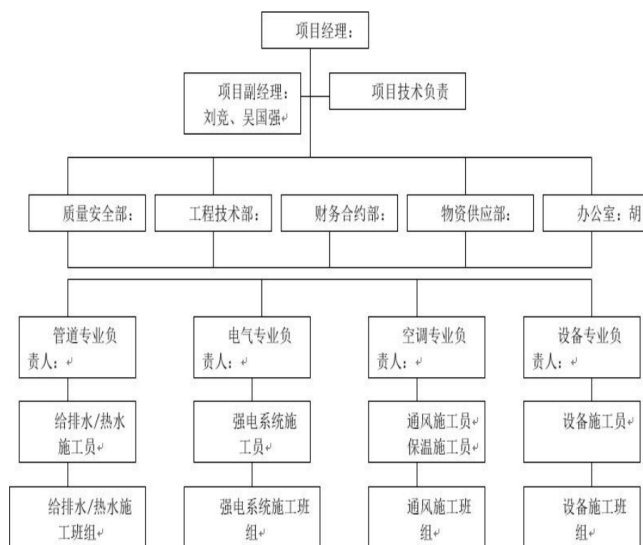 项目经理：
项目副经理：
刘竞、吴国强
项目技术负责
质量安全部：
工程技术部：
财务合约部：
物资供应部：
办公室：胡
管道专业负
责人：
电气专业负
责人：
空调专业负
责人：
设备专业负
责人：
给排水/热水
施工员
强电系统施
工员
通风施工员
保温施工员
设备施工员
给排水/热水施
工班组
强电系统施工班
组
通风施工班
组
设备施工班
组